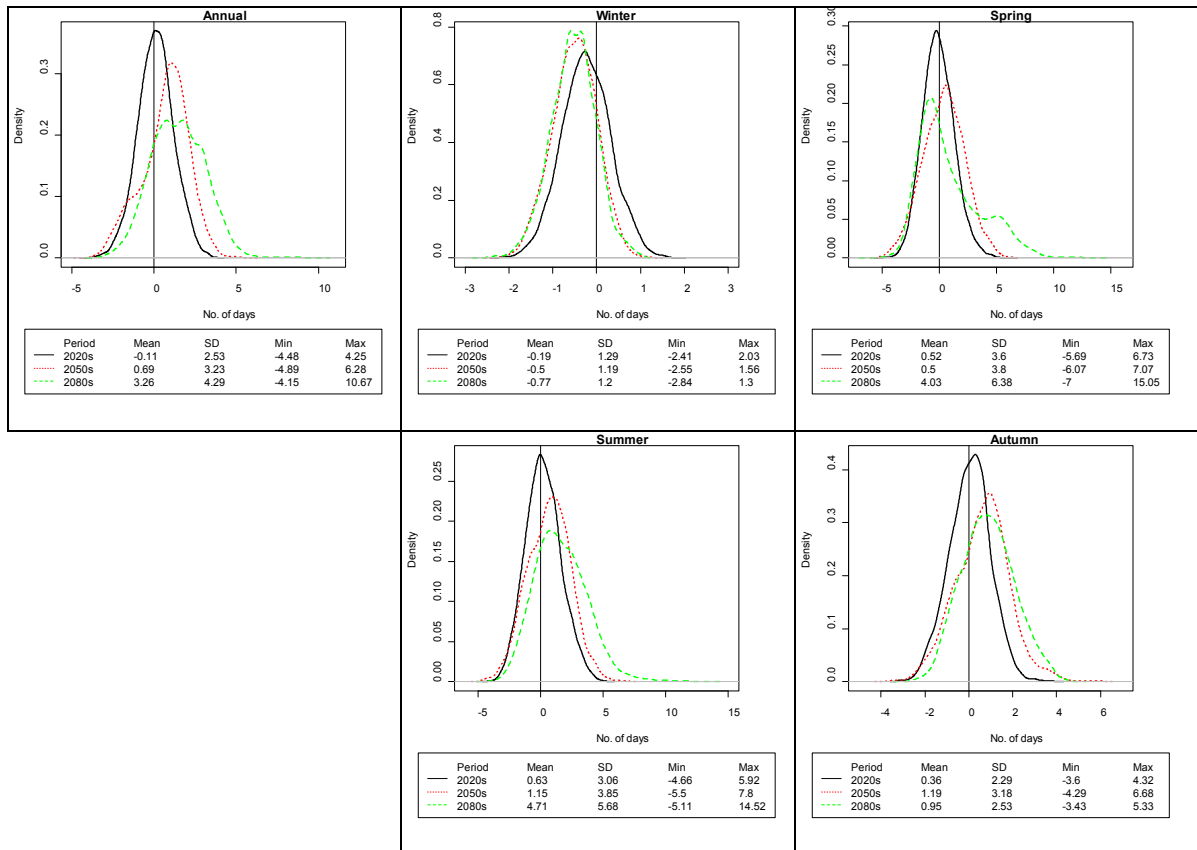 Annual
Density
0.0 0.1 0.2 0.3
-5 0 5 10
No. of days
Period Mean SD Min Max
2020s -0.11 2.53 -4.48 4.25
2050s 0.69 3.23 -4.89 6.28
2080s 3.26 4.29 -4.15 10.67
Winter
Density
0.0 0.2 0.4 0.6 0.8
-3 -2 -1 0 1 2 3
No. of days
Period Mean SD Min Max
2020s -0.19 1.29 -2.41 2.03
2050s -0.5 1.19 -2.55 1.56
2080s -0.77 1.2 -2.84 1.3
Spring
Density
0.00 0.05 0.10 0.15 0.20 0.25 0.30
-5 0 5 10 15
No. of days
Period Mean SD Min Max
2020s 0.52 3.6 -5.69 6.73
2050s 0.5 3.8 -6.07 7.07
2080s 4.03 6.38 -7 15.05
Summer
Density
0.00 0.05 0.10 0.15 0.20 0.25
-5 0 5 10 15
No. of days
Period Mean SD Min Max
2020s 0.63 3.06 -4.66 5.92
2050s 1.15 3.85 -5.5 7.8
2080s 4.71 5.68 -5.11 14.52
Autumn
Density
0.0 0.1 0.2 0.3 0.4
-4 -2 0 2 4 6
No. of days
Period Mean SD Min Max
2020s 0.36 2.29 -3.6 4.32
2050s 1.19 3.18 -4.29 6.68
2080s 0.95 2.53 -3.43 5.33